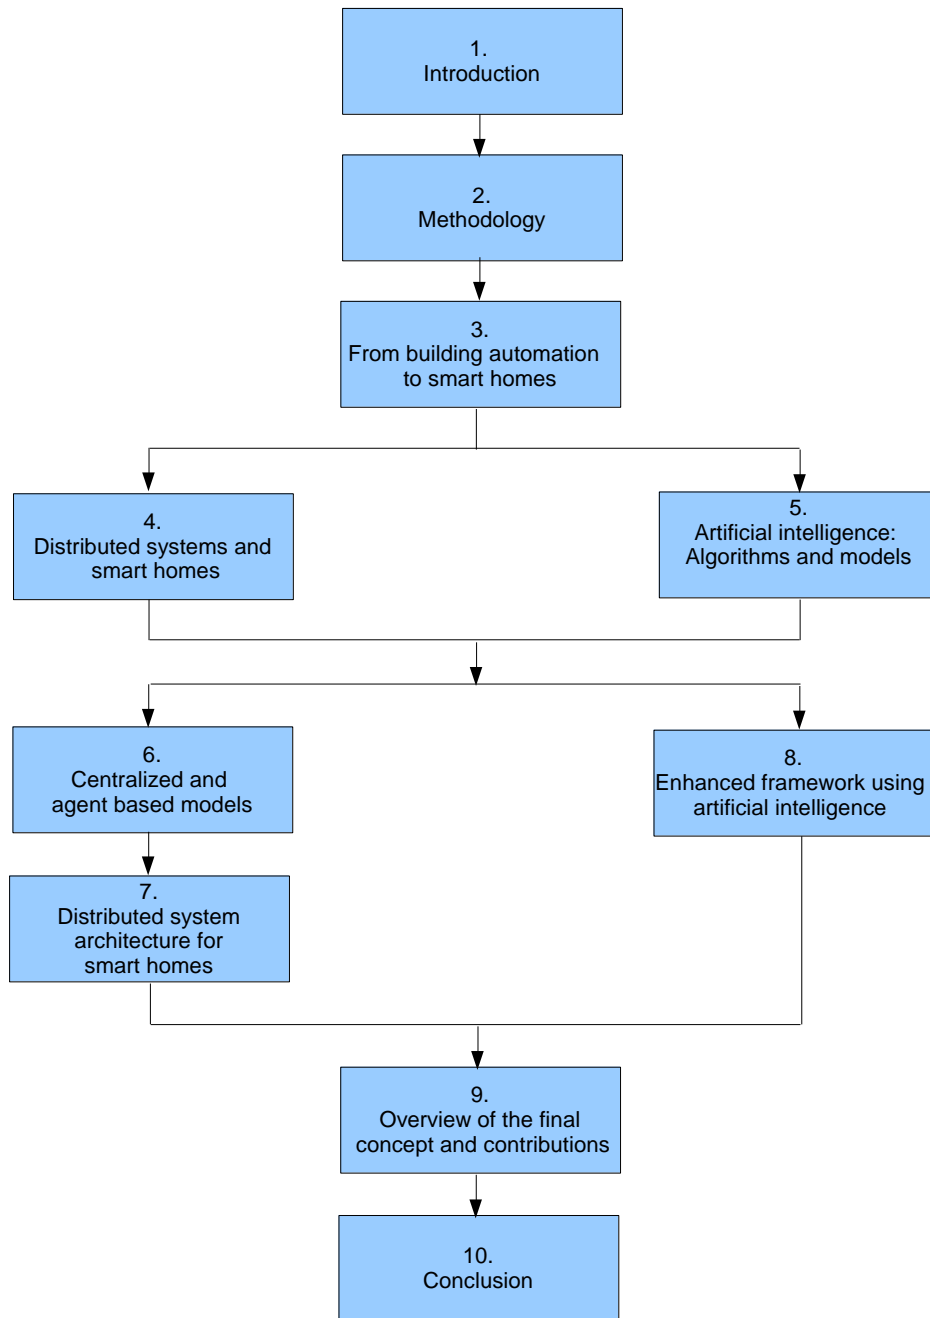 1.
Introduction
2.
Methodology
3.
From building automation
to smart homes
4.
Distributed systems and
smart homes
5.
Artificial intelligence:
Algorithms and models
6.
Centralized and
agent based models
7.
Distributed system
architecture for
smart homes
8.
Enhanced framework using
artificial intelligence
9.
Overview of the final
concept and contributions
10.
Conclusion